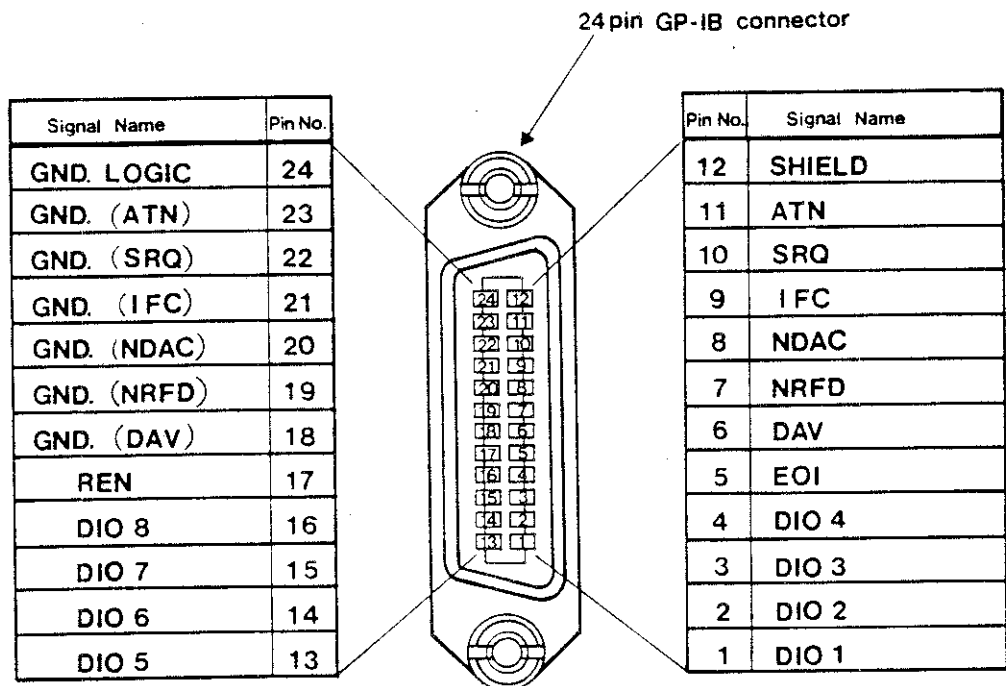 24 pin GP-IB connector
Signal Name Pin No.
GND. LOGIC 24
GND. (ATN) 23
GND. (SRQ) 22
GND. (IFC) 21
GND. (NDAC) 20
GND. (NRFD) 19
GND. (DAV) 18
REN 17
DIO 8 16
DIO 7 15
DIO 6 14
DIO 5 13
24 12
23 11
22 10
21 9
20 8
19 7
18 6
17 5
16 4
15 3
14 2
13 1
Pin No. Signal Name
12 SHIELD
11 ATN
10 SRQ
9 IFC
8 NDAC
7 NRFD
6 DAV
5 EOI
4 DIO 4
3 DIO 3
2 DIO 2
1 DIO 1